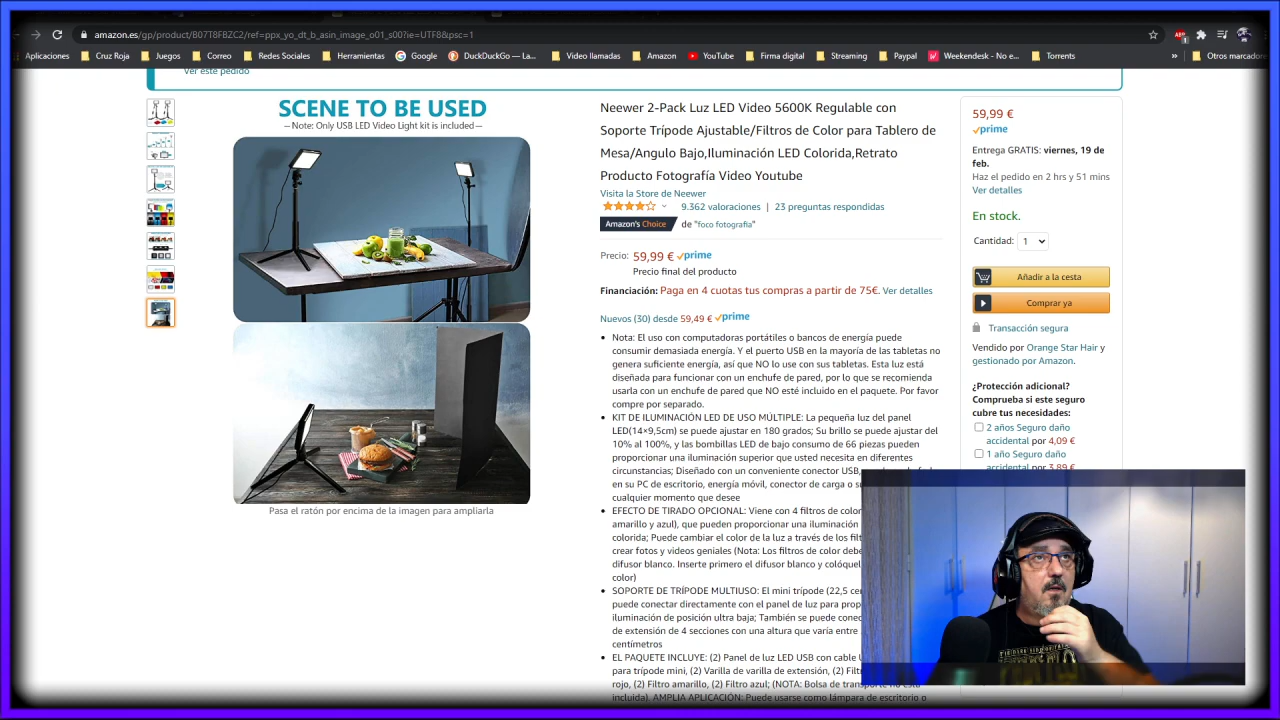 amazon.es/gp/product/B07T8FBZC2/ref=ppx_yo_dt_b_asin_image_o01_s00?ie=UTF8&psc=1
Aplicaciones Cruz Roja Juegos Correo Redes Sociales Herramientas Google DuckDuckGo — La... Video llamadas Amazon YouTube Firma digital Streaming Paypal Weekendesk - No e... Torrents » Otros marcador
Ver este pedido
SCENE TO BE USED
—Note: Only USB LED Video Light kit is included—
Pasa el ratón por encima de la imagen para ampliarla
Neewer 2-Pack Luz LED Video 5600K Regulable con
Soporte Trípode Ajustable/Filtros de Color para Tablero de
Mesa/Angulo Bajo,Iluminación LED Colorida,Retrato
Producto Fotografía Video Youtube
Visita la Store de Neewer
9.362 valoraciones | 23 preguntas respondidas
Amazon's Choice de "foco fotografia"
Precio: 59,99 € prime
Precio final del producto
Financiación: Paga en 4 cuotas tus compras a partir de 75€. Ver detalles
Nuevos (30) desde 59,49 € prime
• Nota: El uso con computadoras portátiles o bancos de energía puede
consumir demasiada energía. Y el puerto USB en la mayoría de las tabletas no
genera suficiente energía, así que NO lo use con sus tabletas. Esta luz está
diseñada para funcionar con un enchufe de pared, por lo que se recomienda
usarla con un enchufe de pared que NO esté incluido en el paquete. Por favor
compre por separado.
• KIT DE ILUMINACIÓN LED DE USO MÚLTIPLE: La pequeña luz del panel
LED(14×9,5cm) se puede ajustar en 180 grados; Su brillo se puede ajustar del
10% al 100%, y las bombillas LED de bajo consumo de 66 piezas pueden
proporcionar una iluminación superior que usted necesita en diferentes
circunstancias; Diseñado con un conveniente conector USB,
en su PC de escritorio, energía móvil, conector de carga o
cualquier momento que desee
• EFECTO DE TIRADO OPCIONAL: Viene con 4 filtros de color
amarillo y azul), que pueden proporcionar una iluminación
colorida; Puede cambiar el color de la luz a través de los
crear fotos y videos geniales (Nota: Los filtros de color
difusor blanco. Inserte primero el difusor blanco y
color)
• SOPORTE DE TRÍPODE MULTIUSO: El mini trípode (22,5
puede conectar directamente con el panel de luz para
iluminación de posición ultra baja; También se puede
de extensión de 4 secciones con una altura que varía entre
centímetros
• EL PAQUETE INCLUYE: (2) Panel de luz LED USB con cable
para trípode mini, (2) Varilla de varilla de extensión, (2)
rojo, (2) Filtro amarillo, (2) Filtro azul; (NOTA: Bolsa de
incluida). AMPLIA APLICACIÓN: Puede usarse como lámpara de escritorio o
59,99 €
prime
Entrega GRATIS: viernes, 19 de
feb.
Haz el pedido en 2 hrs y 51 mins
Ver detalles
En stock.
Cantidad: 1
Añadir a la cesta
Comprar ya
Transacción segura
Vendido por Orange Star Hair y
gestionado por Amazon.
¿Protección adicional?
Comprueba si este seguro
cubre tus necesidades:
2 años Seguro daño
accidental por 4,09 €
1 año Seguro daño
accidental por 3,89 €